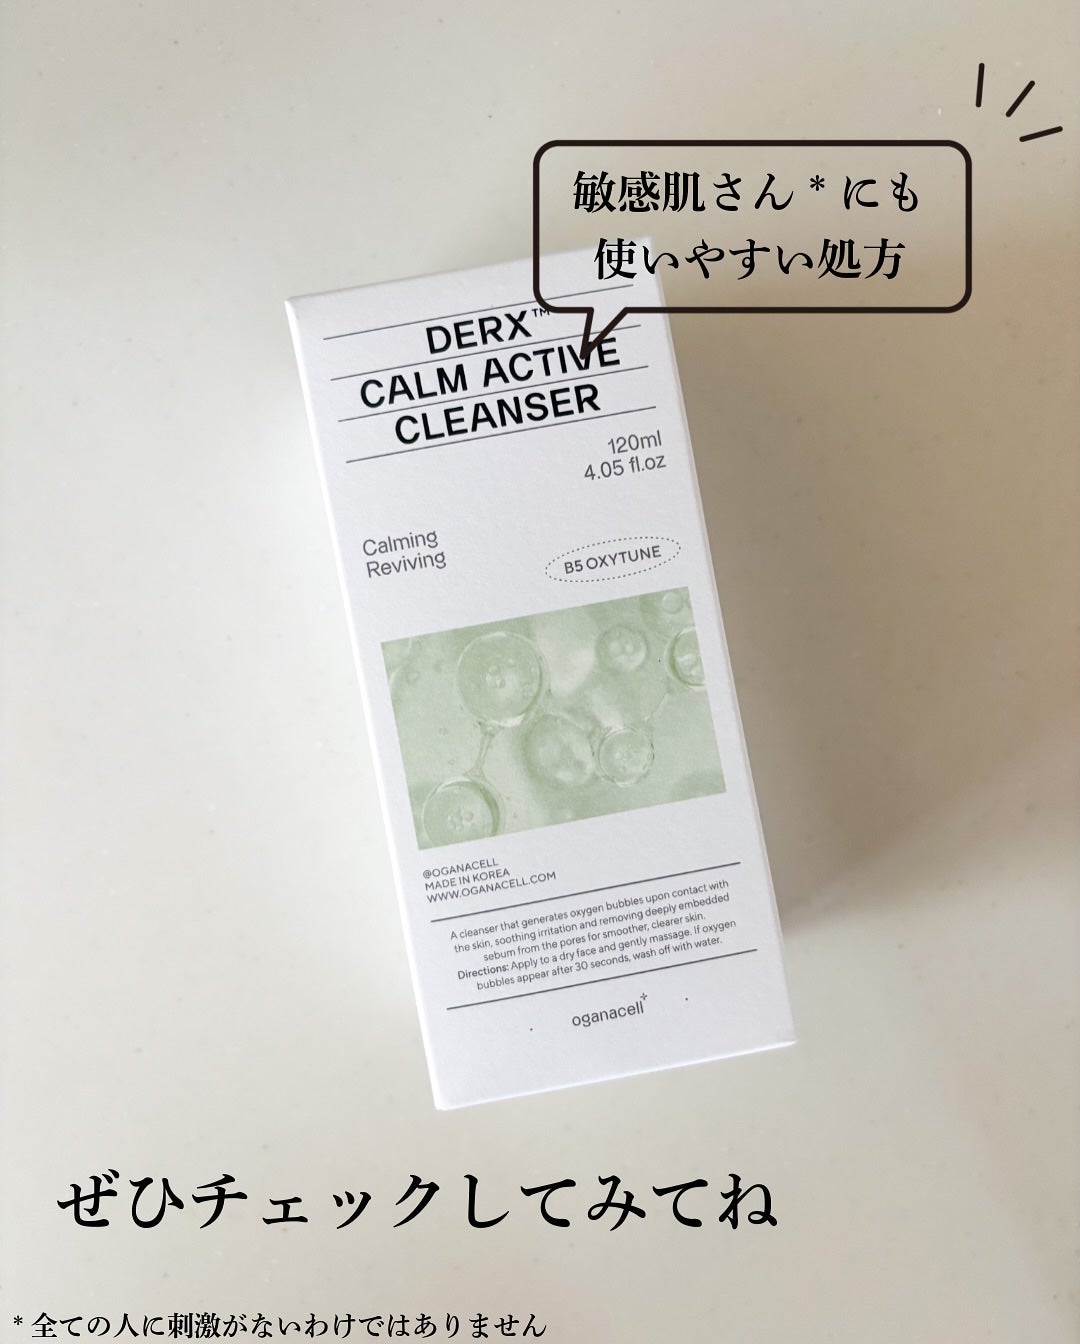 敏感肌さん*にも
使いやすい処方
DERX™
CALM ACTIVE
CLEANSER
120ml
4.05 fl.oz
Calming
Reviving
B5 OXYTUNE
@OGANACELL
MADE IN KOREA
WWW.OGANACELL.COM
A cleanser that generates oxygen bubbles upon contact with
the skin, soothing irritation and removing deeply embedded
sebum from the pores for smoother, clearer skin.
Directions: Apply to a dry face and gently massage. If oxygen
bubbles appear after 30 seconds, wash off with water.
oganacell+
ぜひチェックしてみてね
*全ての人に刺激がないわけではありません